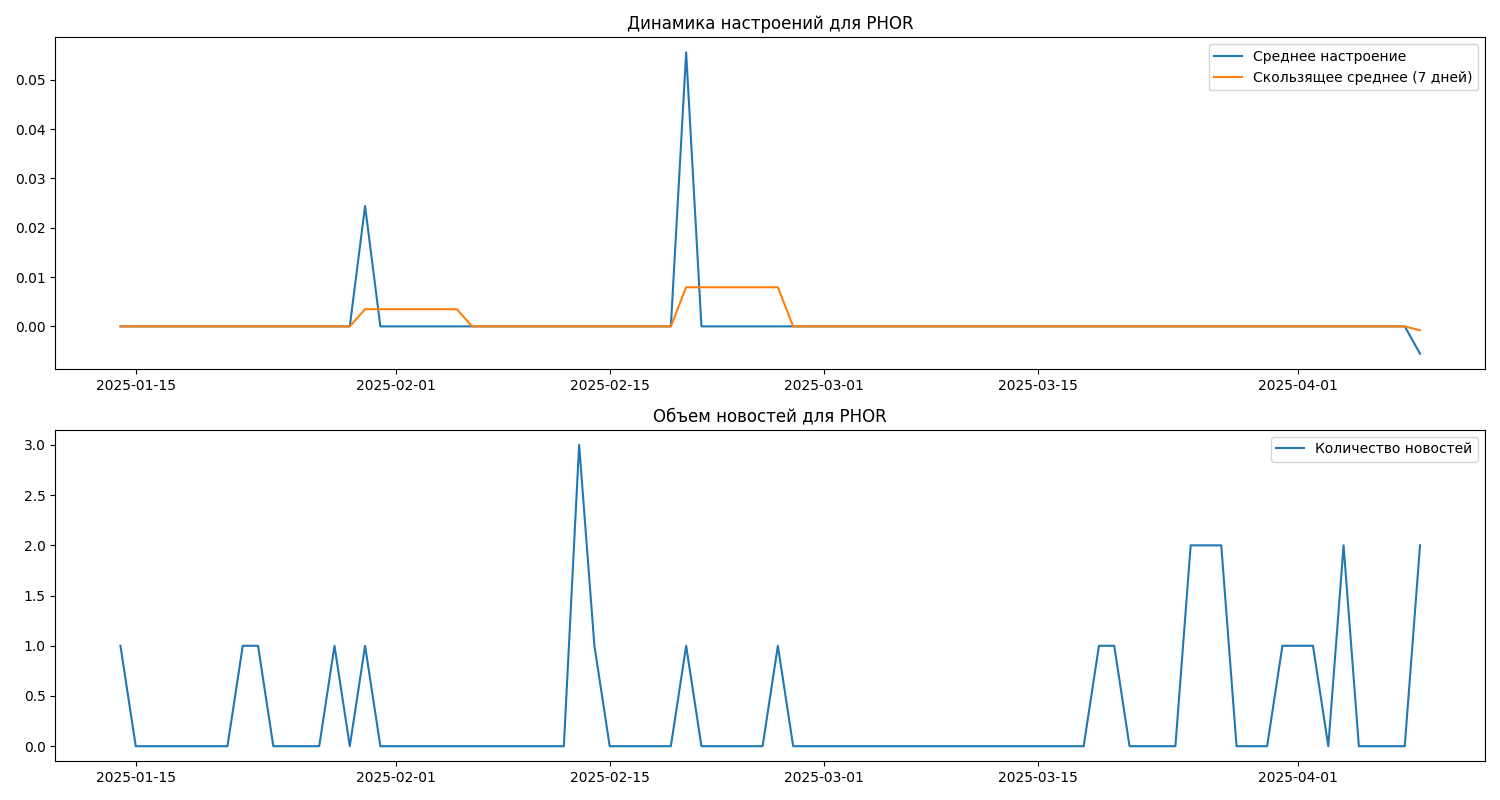 Динамика настроений для PHOR
Среднее настроение
Скользящее среднее (7 дней)
0.05
0.04
0.03
0.02
0.01
0.00
2025-01-15 2025-02-01 2025-02-15 2025-03-01 2025-03-15 2025-04-01
Объем новостей для PHOR
Количество новостей
3.0
2.5
2.0
1.5
1.0
0.5
0.0
2025-01-15 2025-02-01 2025-02-15 2025-03-01 2025-03-15 2025-04-01